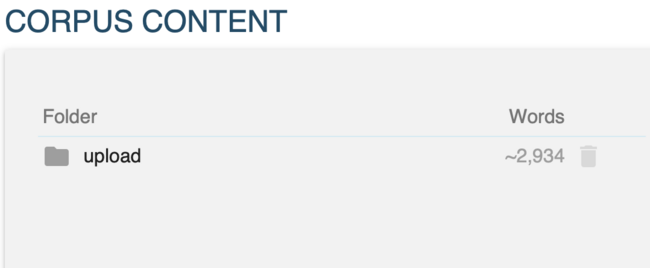 CORPUS CONTENT
Folder Words
upload ~2,934